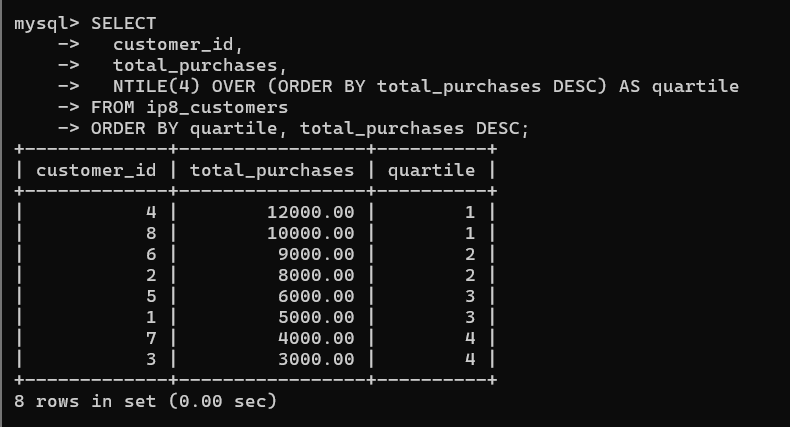 mysql> SELECT
    ->   customer_id,
    ->   total_purchases,
    ->   NTILE(4) OVER (ORDER BY total_purchases DESC) AS quartile
    -> FROM ip8_customers
    -> ORDER BY quartile, total_purchases DESC;
+-------------+-----------------+----------+
| customer_id | total_purchases | quartile |
+-------------+-----------------+----------+
|           4 |        12000.00 |        1 |
|           8 |        10000.00 |        1 |
|           6 |         9000.00 |        2 |
|           2 |         8000.00 |        2 |
|           5 |         6000.00 |        3 |
|           1 |         5000.00 |        3 |
|           7 |         4000.00 |        4 |
|           3 |         3000.00 |        4 |
+-------------+-----------------+----------+
8 rows in set (0.00 sec)